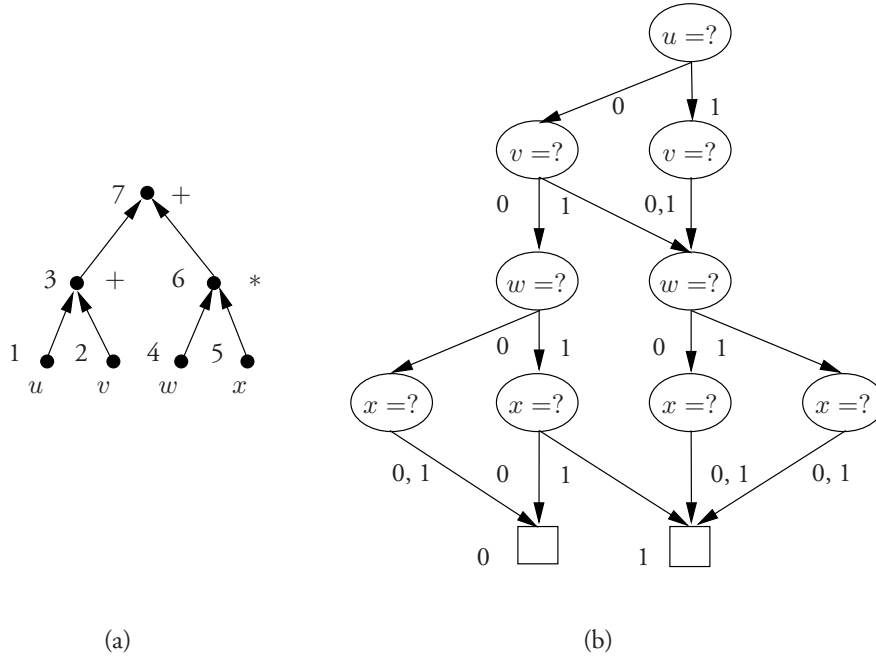 u =?
0 1
v =? v =?
7 +
0 1 0,1
3 + 6 *
w =? w =?
1 2 4 5
0 1 0 1
u v w x
x =? x =? x =? x =?
0, 1 0 1 0, 1 0, 1
0 1
(a) (b)